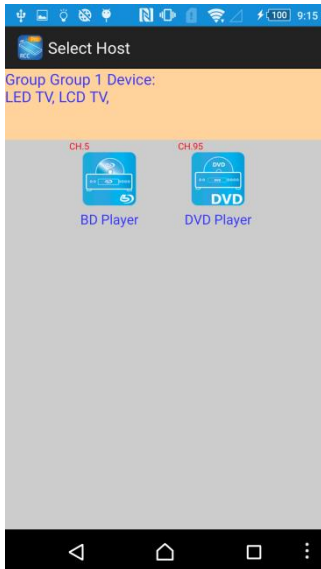 100 9:15
Select Host
Group Group 1 Device:
LED TV, LCD TV,
CH.5 CH.95
DVD
DVD
BD Player DVD Player